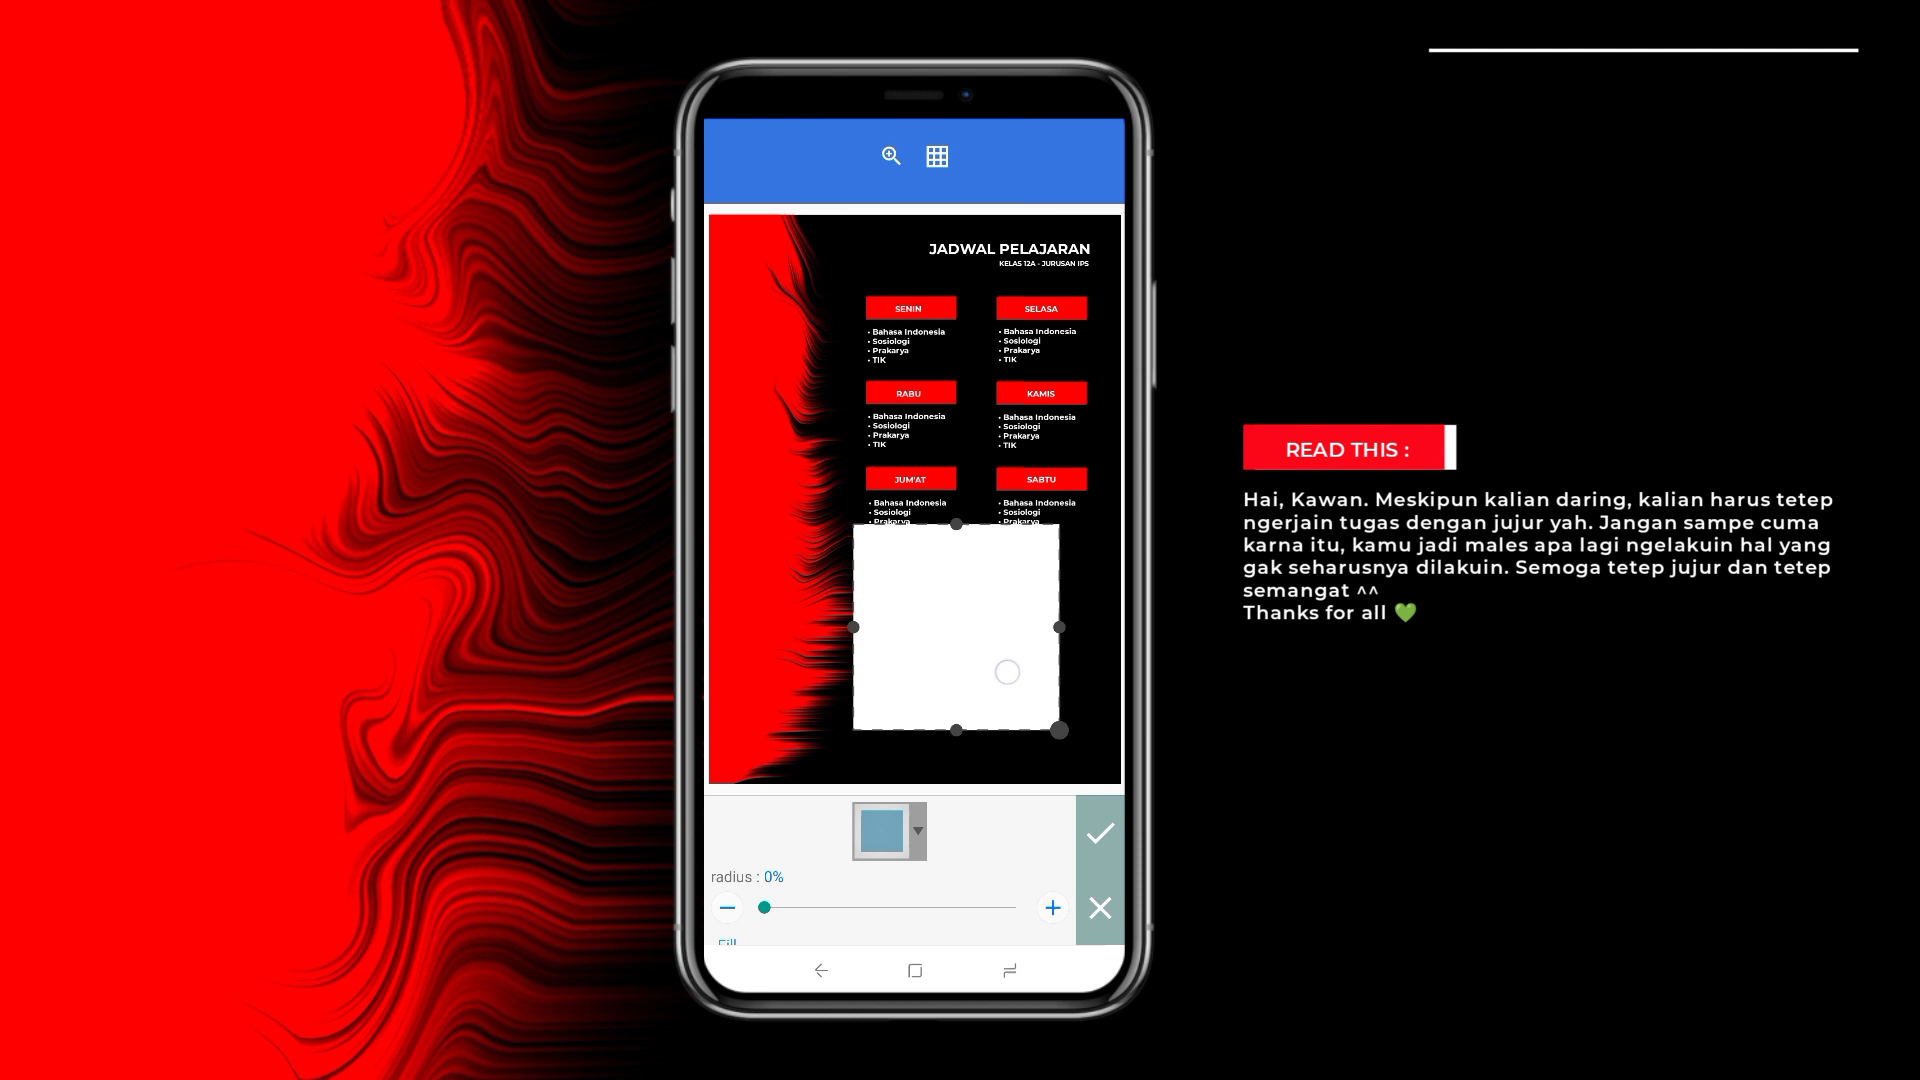 JADWAL PELAJARAN
KELAS 12A - JURUSAN IPS
SENIN
• Bahasa Indonesia
• Sosiologi
• Prakarya
• TIK
SELASA
• Bahasa Indonesia
• Sosiologi
• Prakarya
• TIK
RABU
• Bahasa Indonesia
• Sosiologi
• Prakarya
• TIK
KAMIS
• Bahasa Indonesia
• Sosiologi
• Prakarya
• TIK
JUM'AT
• Bahasa Indonesia
• Sosiologi
• Prakarya
SABTU
• Bahasa Indonesia
• Sosiologi
• Prakarya
radius : 0%
Fill
READ THIS :
Hai, Kawan. Meskipun kalian daring, kalian harus tetep
ngerjain tugas dengan jujur yah. Jangan sampe cuma
karna itu, kamu jadi males apa lagi ngelakuin hal yang
gak seharusnya dilakuin. Semoga tetep jujur dan tetep
semangat ^^
Thanks for all 💚